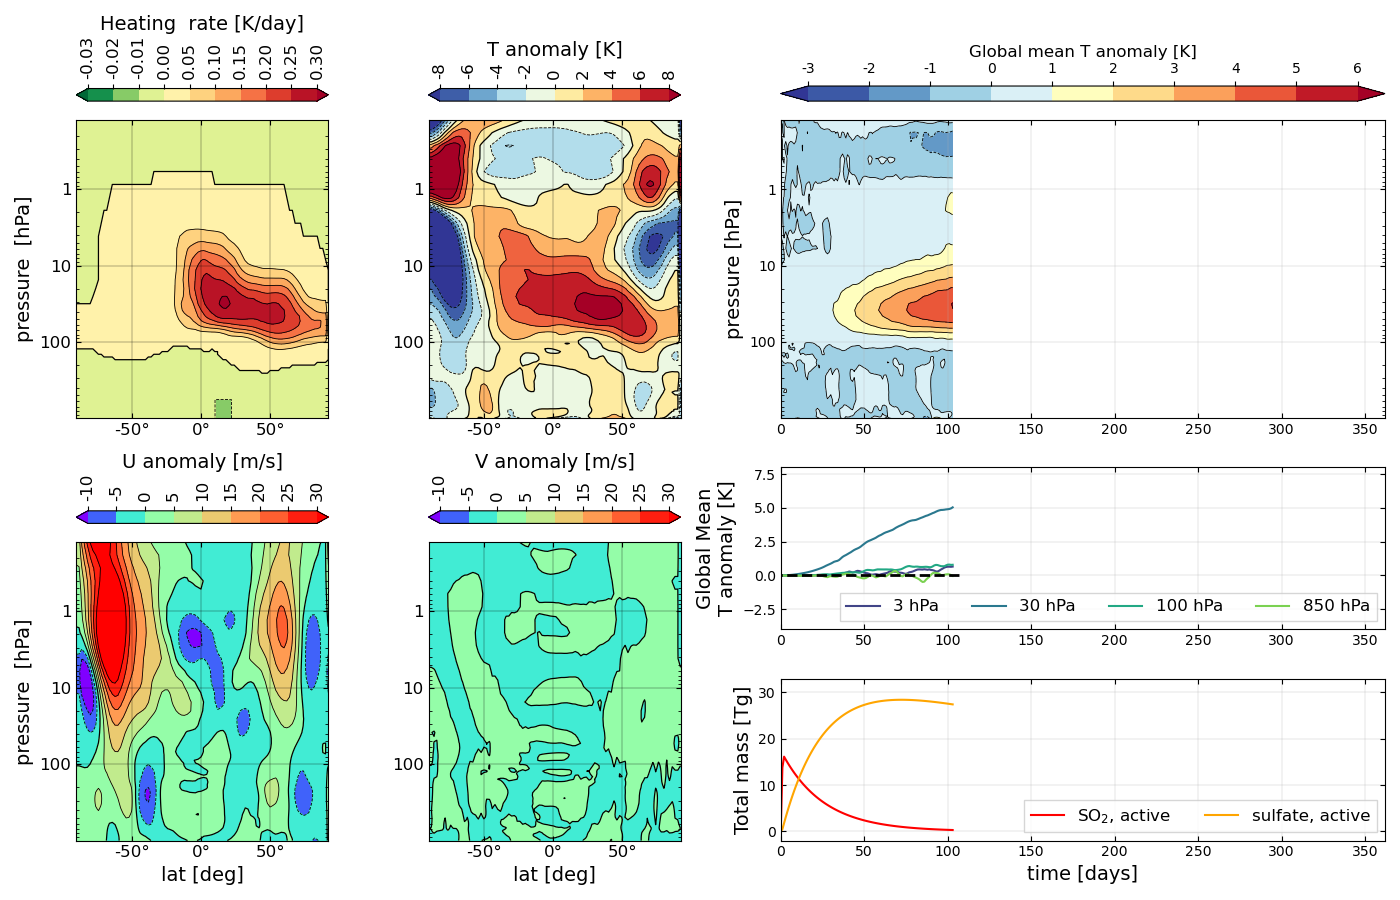 Heating  rate [K/day]
-0.03 -0.02 -0.01 0.00 0.05 0.10 0.15 0.20 0.25 0.30
pressure  [hPa]
1
10
100
-50° 0° 50°
T anomaly [K]
-8 -6 -4 -2 0 2 4 6 8
1
10
100
-50° 0° 50°
Global mean T anomaly [K]
-3 -2 -1 0 1 2 3 4 5 6
pressure  [hPa]
1
10
100
0 50 100 150 200 250 300 350
U anomaly [m/s]
-10 -5 0 5 10 15 20 25 30
pressure  [hPa]
1
10
100
-50° 0° 50°
lat [deg]
V anomaly [m/s]
-10 -5 0 5 10 15 20 25 30
1
10
100
-50° 0° 50°
lat [deg]
Global Mean
T anomaly [K]
7.5
5.0
2.5
0.0
−2.5
3 hPa 30 hPa 100 hPa 850 hPa
0 50 100 150 200 250 300 350
Total mass [Tg]
30
20
10
0
SO₂, active sulfate, active
0 50 100 150 200 250 300 350
time [days]